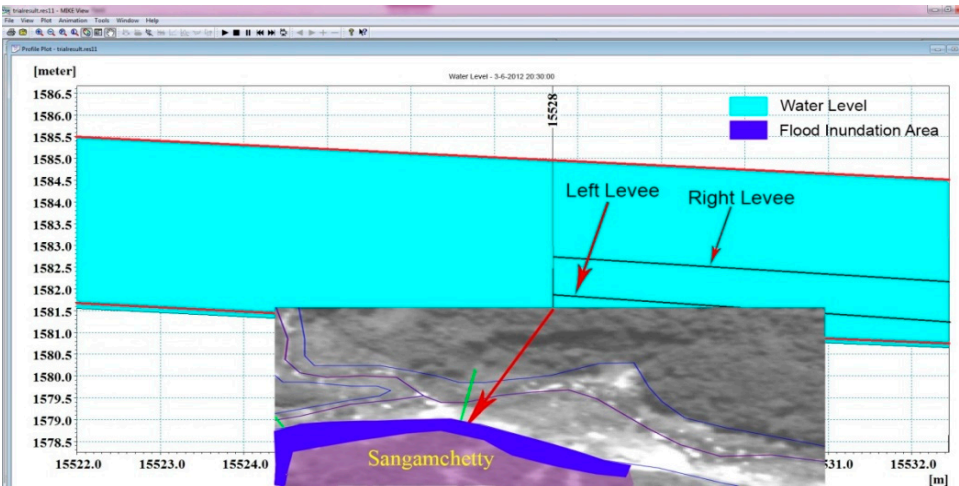 trialresult.res11 - MIKE View
File View Plot Animation Tools Window Help
Profile Plot - trialresult.res11
[meter]
Water Level - 3-6-2012 20:30:00
1586.5
1586.0
1585.5
1585.0
1584.5
1584.0
1583.5
1583.0
1582.5
1582.0
1581.5
1581.0
1580.5
1580.0
1579.5
1579.0
1578.5
15528
Water Level
Flood Inundation Area
Left Levee
Right Levee
Sangamchetty
15522.0 15523.0 15524.0 531.0 15532.0
[m]